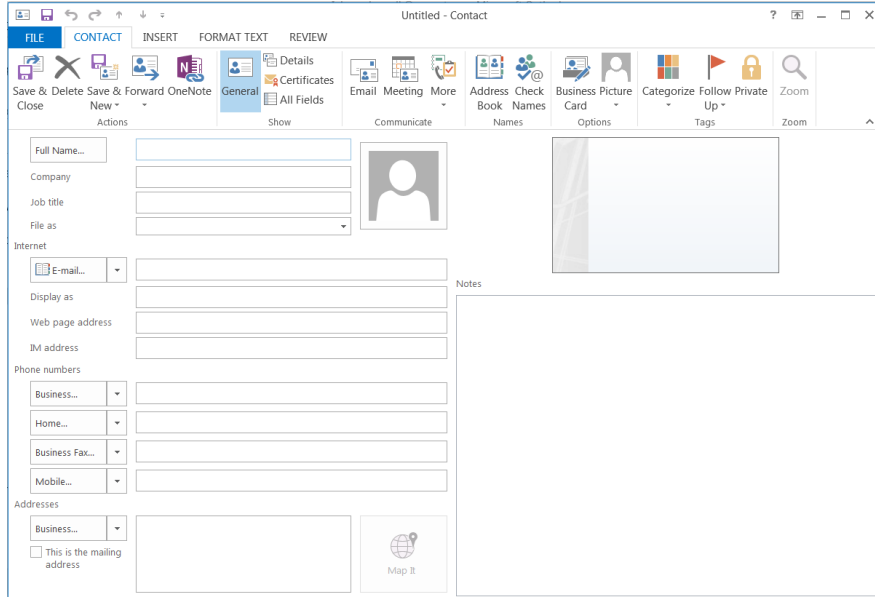 Untitled - Contact
FILE CONTACT INSERT FORMAT TEXT REVIEW
Save & Close Delete Save & New Forward OneNote
Actions
General Details Certificates All Fields
Show
Email Meeting More
Communicate
Address Book Check Names
Names
Business Card Picture
Options
Categorize Follow Up Private
Tags
Zoom
Zoom
Full Name...
Company
Job title
File as
Internet
E-mail...
Display as
Web page address
IM address
Phone numbers
Business...
Home...
Business Fax...
Mobile...
Addresses
Business...
This is the mailing
address
Map It
Notes